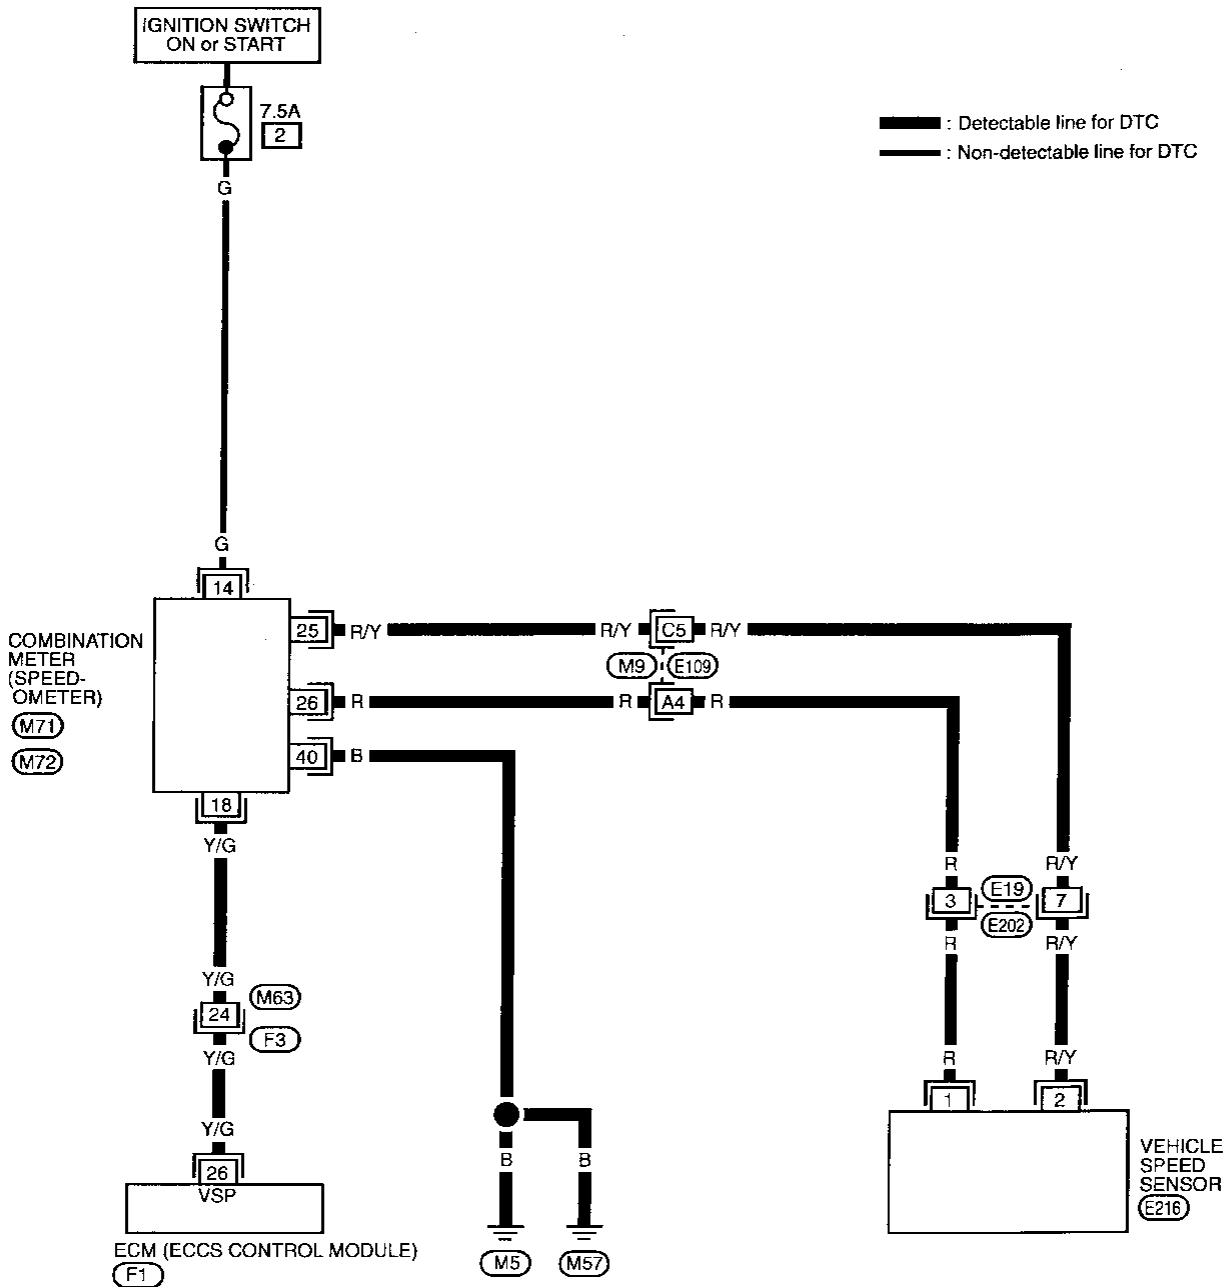 IGNITION SWITCH
ON or START
7.5A
2
: Detectable line for DTC
: Non-detectable line for DTC
G
G
14
COMBINATION
METER
(SPEED-
OMETER)
M71
M72
25
R/Y
R/Y
C5
R/Y
M9
E109
26
R
R
A4
R
40
B
18
Y/G
R
R/Y
3
E19
7
E202
R
R/Y
Y/G
24
M63
F3
Y/G
R
R/Y
1
2
Y/G
26
VSP
B
B
VEHICLE
SPEED
SENSOR
E216
ECM (ECCS CONTROL MODULE)
F1
M5
M57